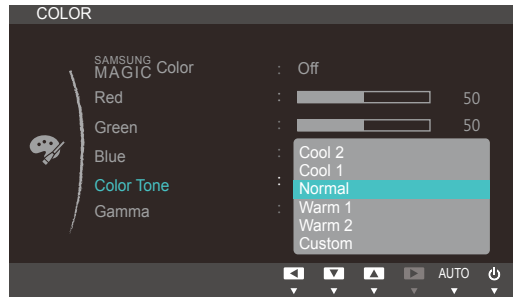 COLOR
SAMSUNG
MAGIC Color : Off
Red : 50
Green : 50
Blue :
Color Tone :
Gamma :
Cool 2
Cool 1
Normal
Warm 1
Warm 2
Custom
AUTO